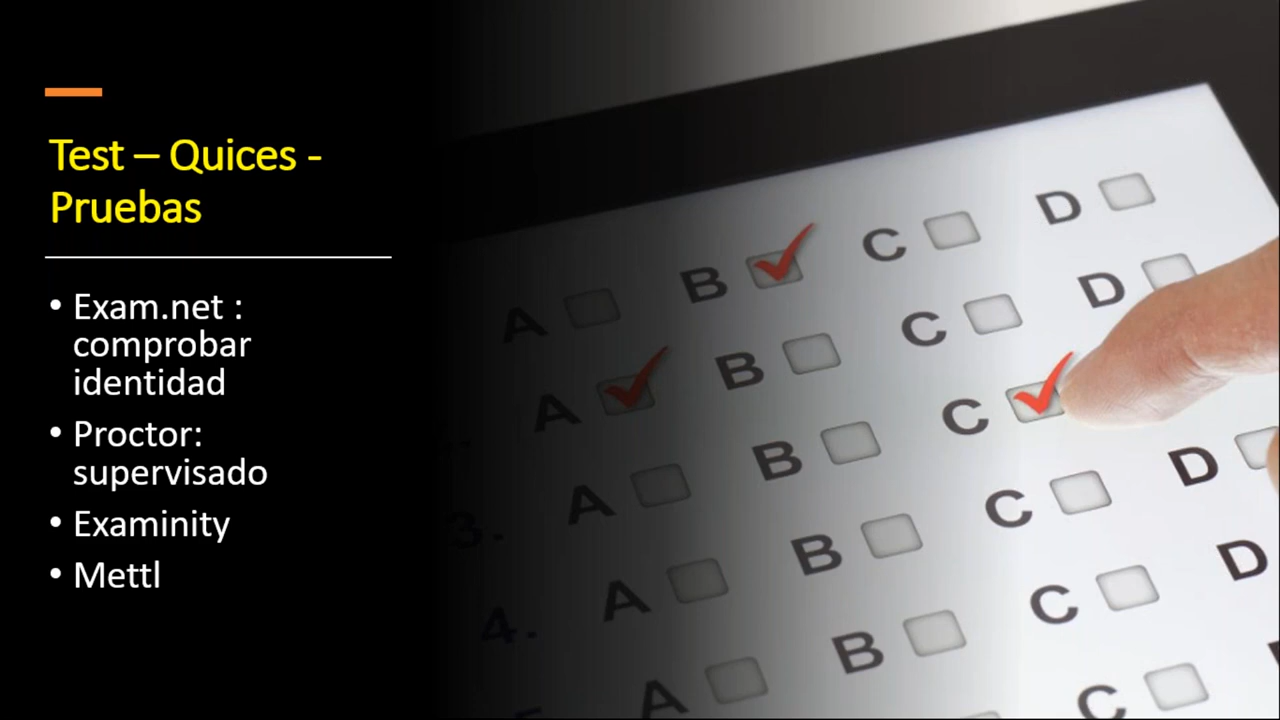 Test – Quices -
Pruebas
• Exam.net :
comprobar
identidad
• Proctor:
supervisado
• Examinity
• Mettl
A B C D
A B C D
3. A B C D
4. A B C D
A B C